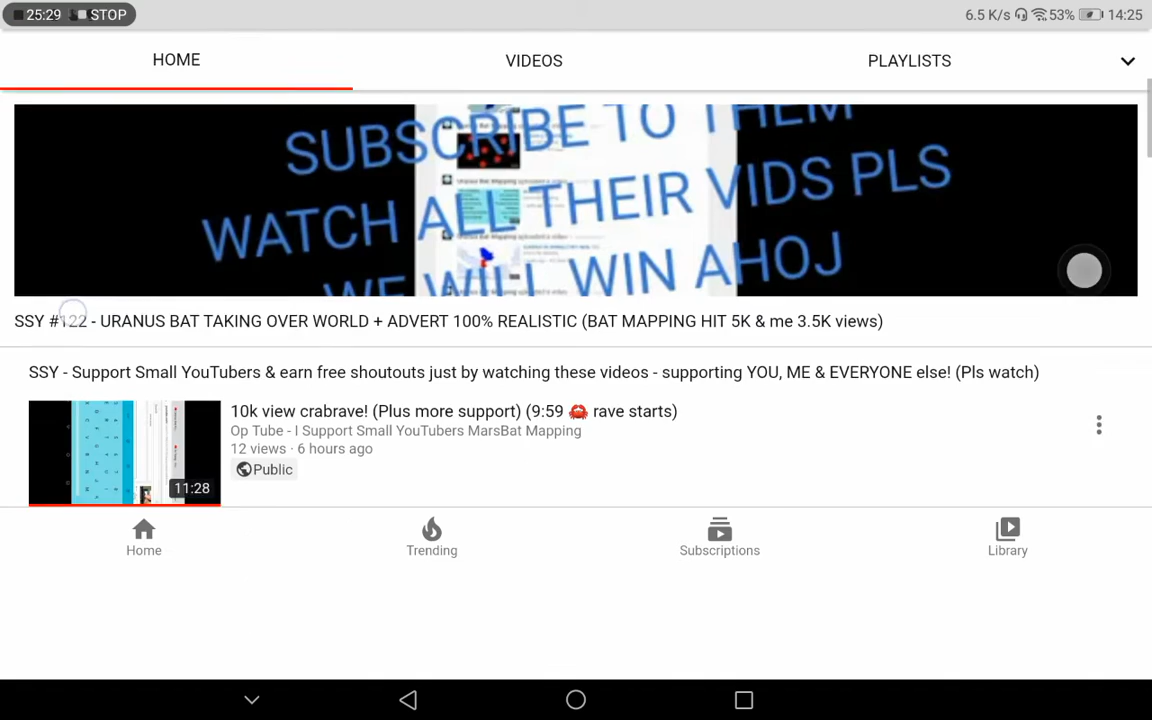 25:29 STOP 6.5 K/s 53% 14:25
HOME VIDEOS PLAYLISTS
SUBSCRIBE TO THEM
WATCH ALL THEIR VIDS PLS
WE WILL WIN AHOJ
SSY #122 - URANUS BAT TAKING OVER WORLD + ADVERT 100% REALISTIC (BAT MAPPING HIT 5K & me 3.5K views)
SSY - Support Small YouTubers & earn free shoutouts just by watching these videos - supporting YOU, ME & EVERYONE else! (Pls watch)
10k view crabrave! (Plus more support) (9:59 🦀 rave starts)
Op Tube - I Support Small YouTubers MarsBat Mapping
12 views · 6 hours ago
Public
11:28
Home Trending Subscriptions Library